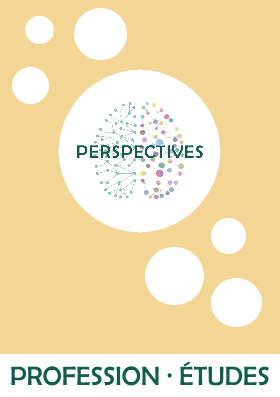 PERSPECTIVES
PROFESSION · ÉTUDES